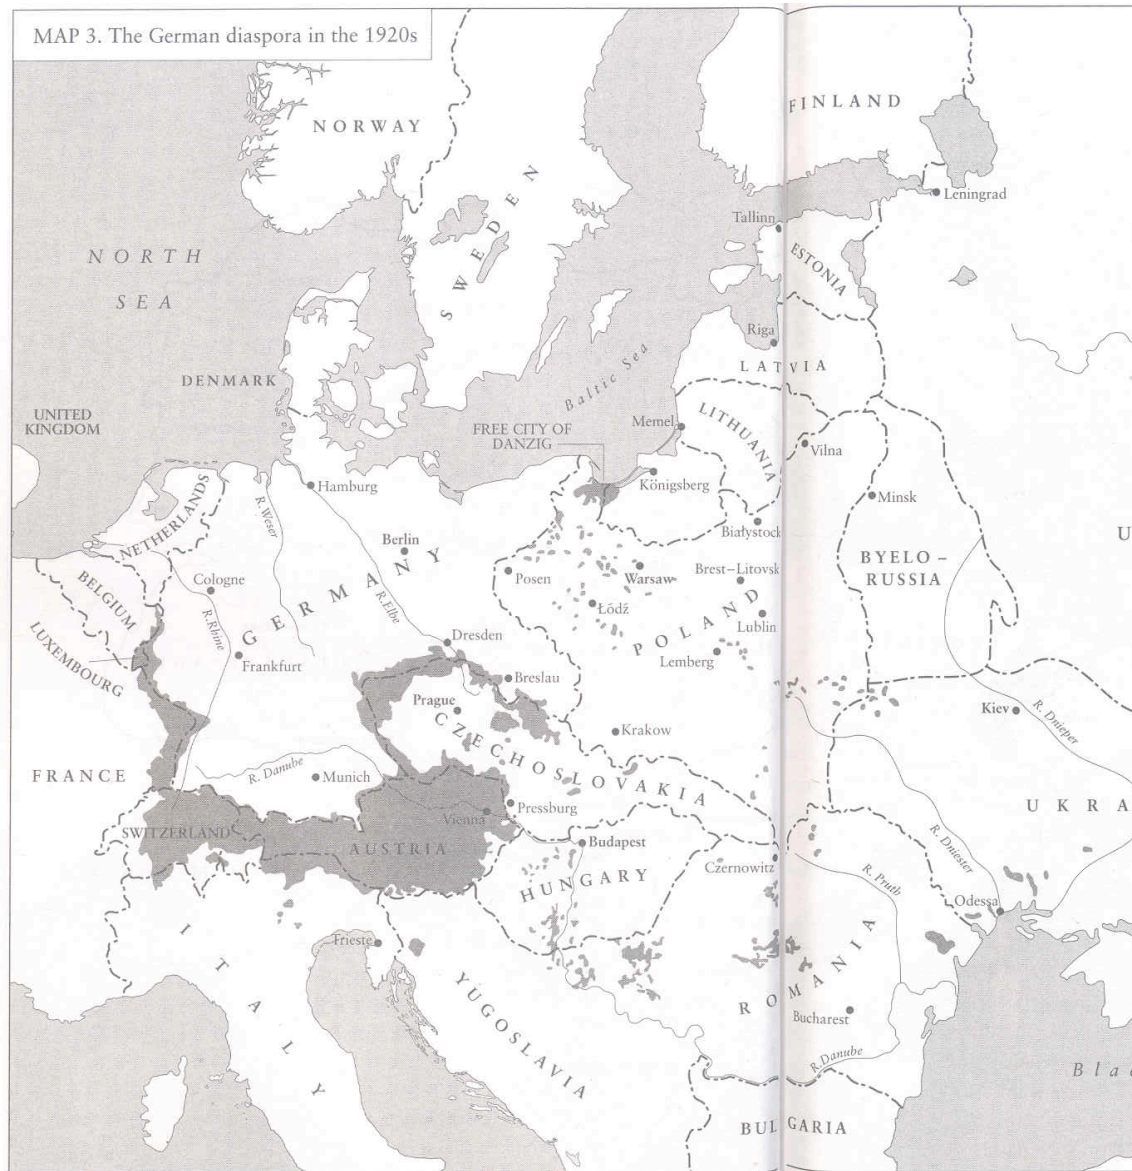 MAP 3. The German diaspora in the 1920s
FINLAND
NORWAY
Leningrad
SWEDEN
Tallinn
NORTH
SEA
ESTONIA
Riga
Baltic Sea
LATVIA
DENMARK
UNITED
KINGDOM
FREE CITY OF
DANZIG
Memel
LITHUANIA
Vilna
Hamburg
Königsberg
NETHERLANDS
R. Weser
Minsk
Białystock
Berlin
BYELO–
RUSSIA
U
Cologne
Posen
Warsaw
Brest–Litovsk
BELGIUM
GERMANY
R.Elbe
Łódź
POLAND
Lublin
R.Rhine
LUXEMBOURG
Dresden
Frankfurt
Lemberg
Breslau
Prague
CZECHOSLOVAKIA
Krakow
Kiev
R. Dnieper
FRANCE
R. Danube
Munich
Pressburg
UKRA
Vienna
SWITZERLAND
AUSTRIA
Budapest
HUNGARY
Czernowitz
R. Dniester
R. Pruth
Odessa
ITALY
Trieste
YUGOSLAVIA
ROMANIA
Bucharest
R.Danube
Blac
BULGARIA